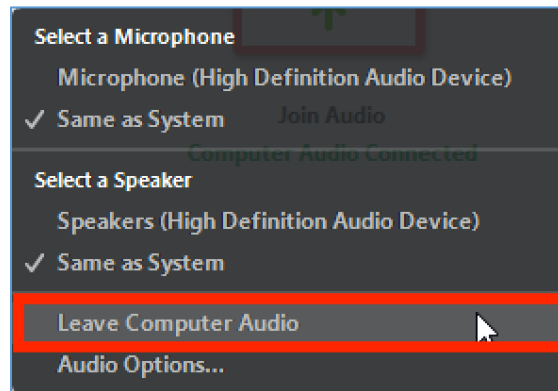 Select a Microphone
Microphone (High Definition Audio Device)
✓ Same as System
Join Audio
Computer Audio Connected
Select a Speaker
Speakers (High Definition Audio Device)
✓ Same as System
Leave Computer Audio
Audio Options...